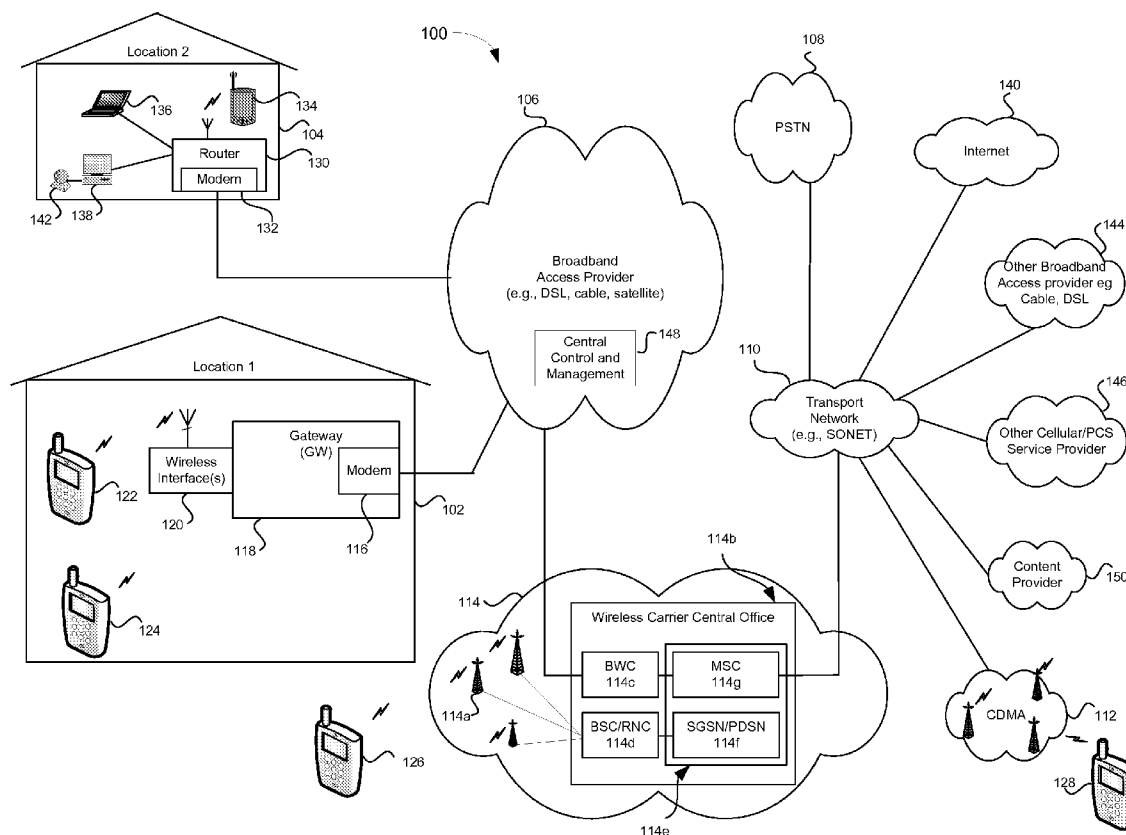 100
108
PSTN
140
Internet
106
Location 2
136
134
104
Router
130
Modem
142
138
132
Broadband
Access Provider
(e.g., DSL, cable, satellite)
148
Central
Control and
Management
144
Other Broadband
Access provider eg
Cable, DSL
110
Transport
Network
(e.g., SONET)
146
Other Cellular/PCS
Service Provider
Location 1
Gateway
(GW)
Modem
Wireless
Interface(s)
122
120
118
116
102
124
114b
114
Wireless Carrier Central Office
BWC
114c
MSC
114g
BSC/RNC
114d
SGSN/PDSN
114f
114a
114e
126
Content
Provider
150
CDMA
112
128